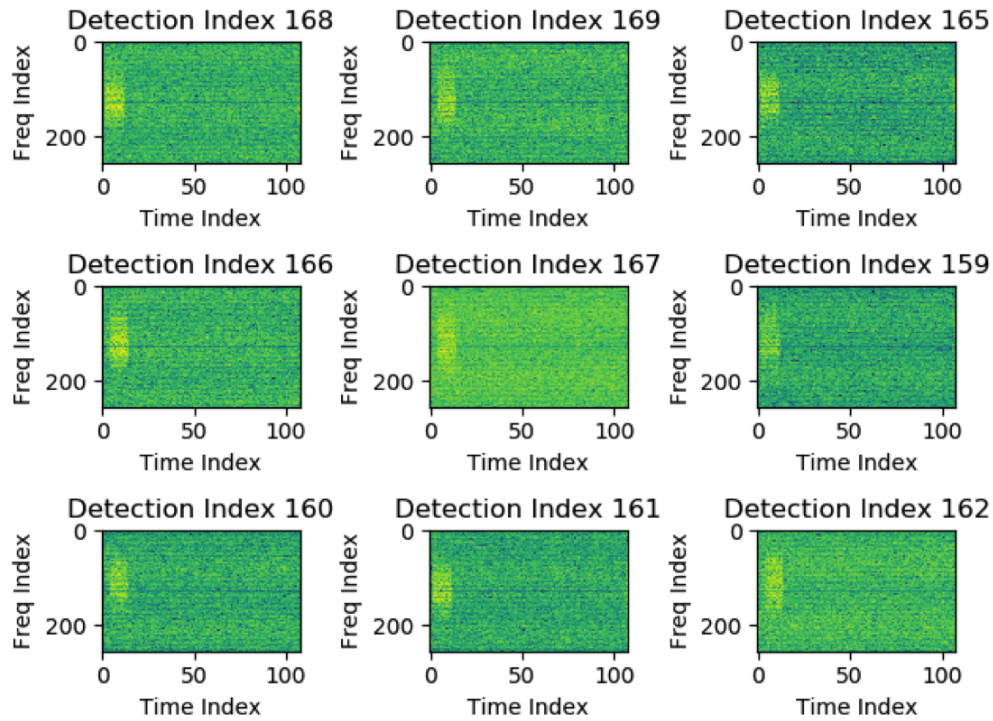 Detection Index 168 Detection Index 169 Detection Index 165
0 0 0
Freq Index Freq Index Freq Index
200 200 200
0 50 100 0 50 100 0 50 100
Time Index Time Index Time Index
Detection Index 166 Detection Index 167 Detection Index 159
0 0 0
Freq Index Freq Index Freq Index
200 200 200
0 50 100 0 50 100 0 50 100
Time Index Time Index Time Index
Detection Index 160 Detection Index 161 Detection Index 162
0 0 0
Freq Index Freq Index Freq Index
200 200 200
0 50 100 0 50 100 0 50 100
Time Index Time Index Time Index